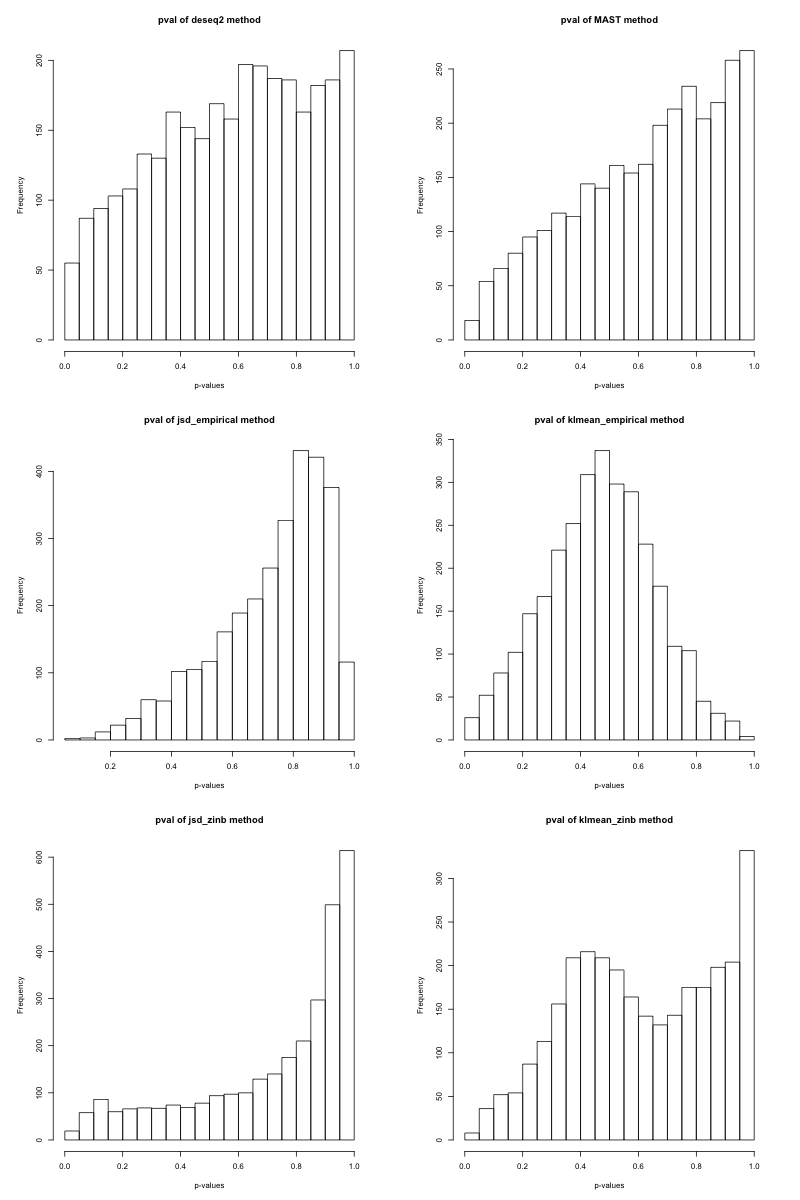 pval of deseq2 method
Frequency
0
50
100
150
200
0.0 0.2 0.4 0.6 0.8 1.0
p-values
pval of MAST method
Frequency
0
50
100
150
200
250
0.0 0.2 0.4 0.6 0.8 1.0
p-values
pval of jsd_empirical method
Frequency
0
100
200
300
400
0.2 0.4 0.6 0.8 1.0
p-values
pval of klmean_empirical method
Frequency
0
50
100
150
200
250
300
350
0.0 0.2 0.4 0.6 0.8 1.0
p-values
pval of jsd_zinb method
Frequency
0
100
200
300
400
500
600
0.0 0.2 0.4 0.6 0.8 1.0
p-values
pval of klmean_zinb method
Frequency
0
50
100
150
200
250
300
0.0 0.2 0.4 0.6 0.8 1.0
p-values